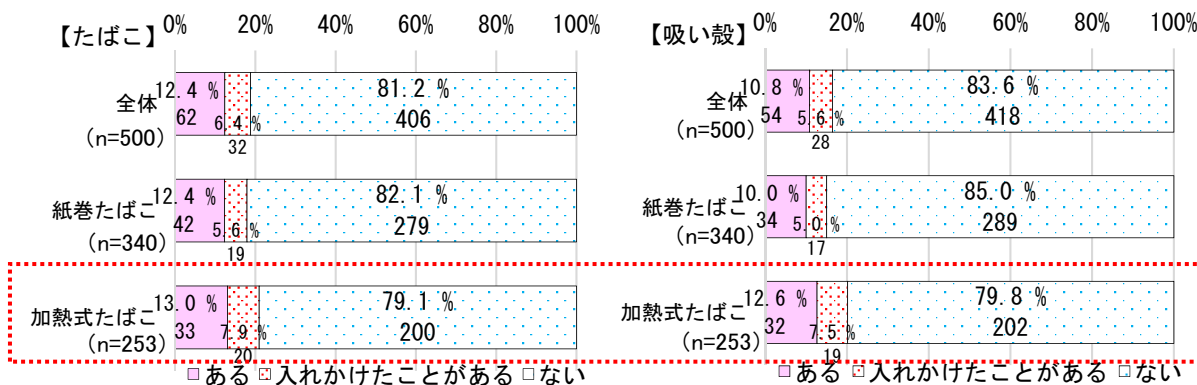 【たばこ】
0% 20% 40% 60% 80% 100%
全体
(n=500)
12.4 % 6.4 % 81.2 %
62 32 406
紙巻たばこ
(n=340)
12.4 % 5.6 % 82.1 %
42 19 279
加熱式たばこ
(n=253)
13.0 % 7.9 % 79.1 %
33 20 200
ある 入れかけたことがある ない
【吸い殻】
0% 20% 40% 60% 80% 100%
全体
(n=500)
10.8 % 5.6 % 83.6 %
54 28 418
紙巻たばこ
(n=340)
10.0 % 5.0 % 85.0 %
34 17 289
加熱式たばこ
(n=253)
12.6 % 7.5 % 79.8 %
32 19 202
ある 入れかけたことがある ない